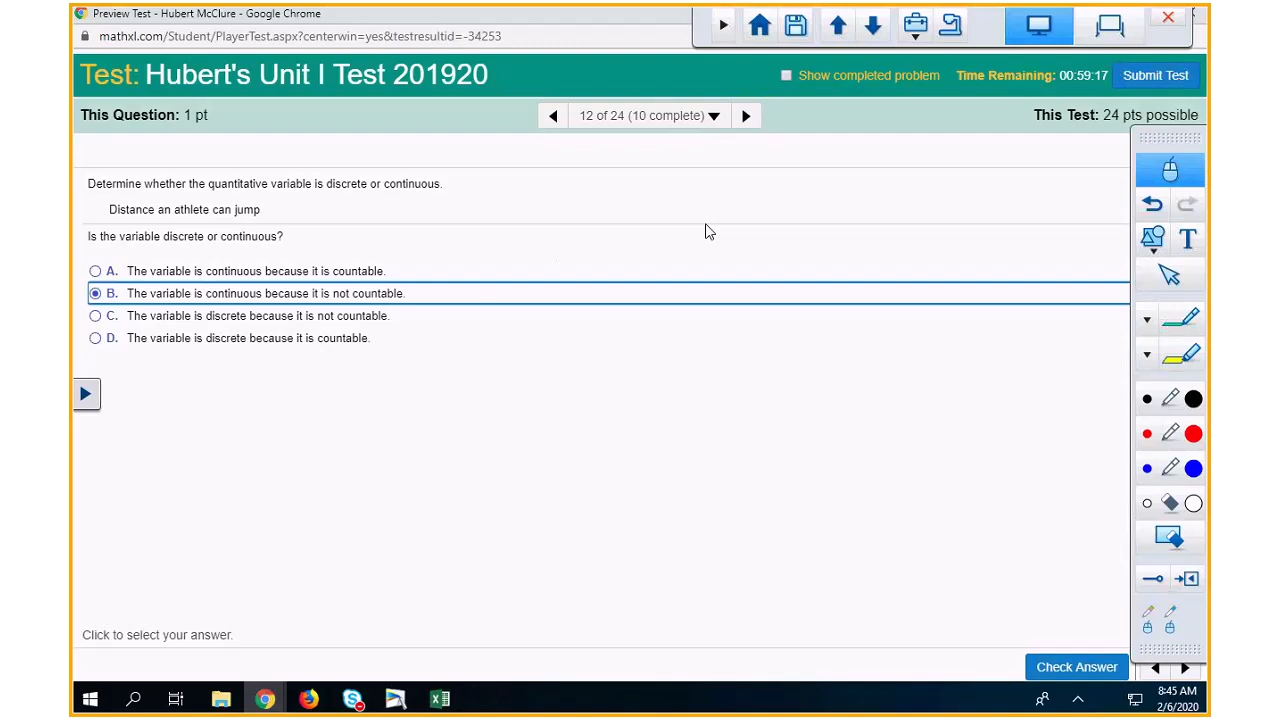 Preview Test - Hubert McClure - Google Chrome
mathxl.com/Student/PlayerTest.aspx?centerwin=yes&testresultid=-34253
Test: Hubert's Unit I Test 201920
Show completed problem
Time Remaining: 00:59:17
Submit Test
This Question: 1 pt
12 of 24 (10 complete)
This Test: 24 pts possible
Determine whether the quantitative variable is discrete or continuous.
Distance an athlete can jump
Is the variable discrete or continuous?
A. The variable is continuous because it is countable.
B. The variable is continuous because it is not countable.
C. The variable is discrete because it is not countable.
D. The variable is discrete because it is countable.
T
Click to select your answer.
Check Answer
8:45 AM
2/6/2020